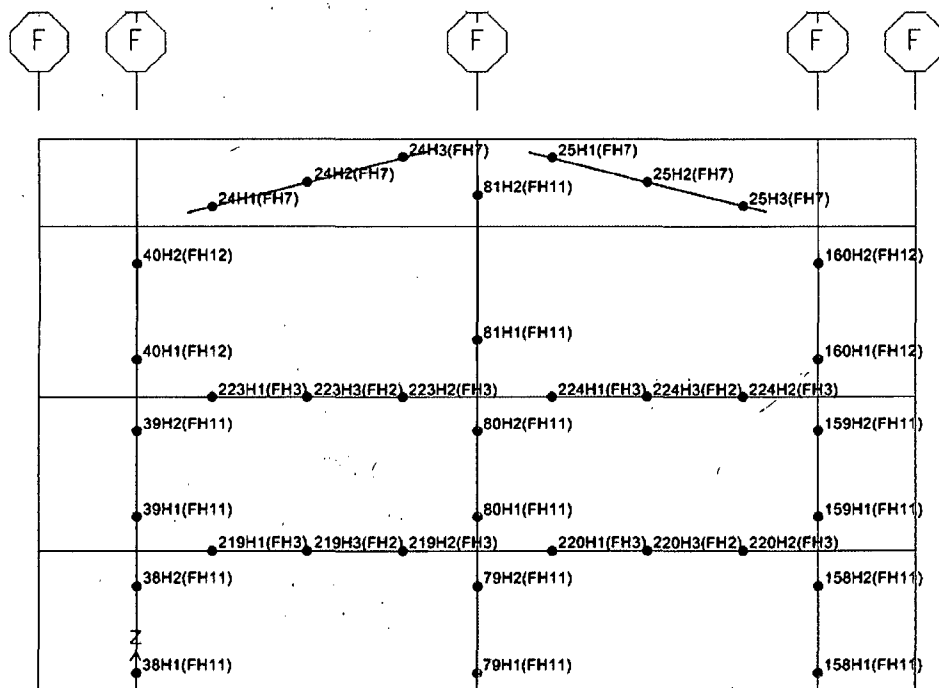 F F F F F
24H3(FH7) 25H1(FH7)
24H2(FH7) 25H2(FH7)
24H1(FH7) 81H2(FH11) 25H3(FH7)
40H2(FH12) 160H2(FH12)
81H1(FH11)
40H1(FH12) 160H1(FH12)
223H1(FH3) 223H3(FH2) 223H2(FH3) 224H1(FH3) 224H3(FH2) 224H2(FH3)
39H2(FH11) 80H2(FH11) 159H2(FH11)
39H1(FH11) 80H1(FH11) 159H1(FH11)
219H1(FH3) 219H3(FH2) 219H2(FH3) 220H1(FH3) 220H3(FH2) 220H2(FH3)
38H2(FH11) 79H2(FH11) 158H2(FH11)
Z
38H1(FH11) 79H1(FH11) 158H1(FH11)